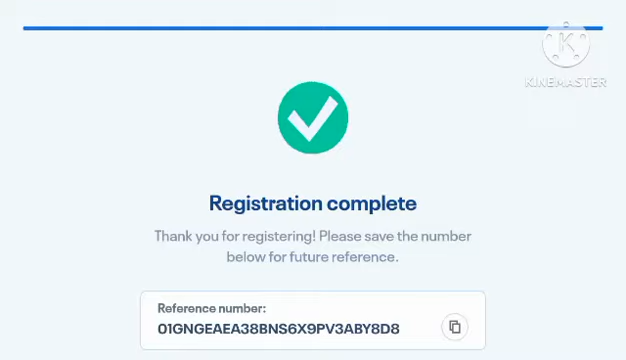 K
KINEMASTER
Registration complete
Thank you for registering! Please save the number
below for future reference.
Reference number:
01GNGEAEA38BNS6X9PV3ABY8D8